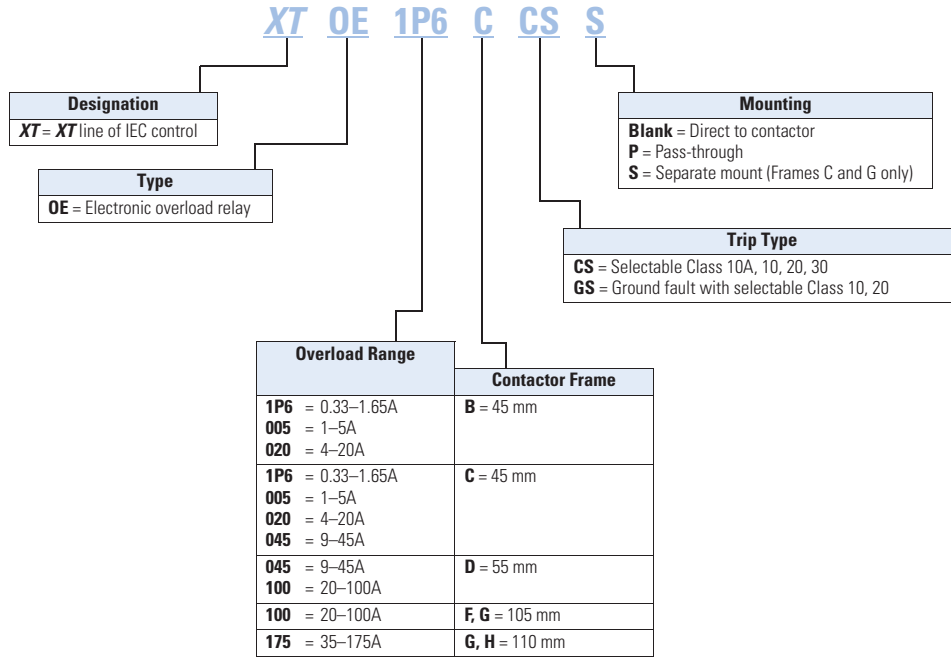 XT OE 1P6 C CS S
Designation
XT = XT line of IEC control
Type
OE = Electronic overload relay
Mounting
Blank = Direct to contactor
P = Pass-through
S = Separate mount (Frames C and G only)
Trip Type
CS = Selectable Class 10A, 10, 20, 30
GS = Ground fault with selectable Class 10, 20
Overload Range
Contactor Frame
1P6 = 0.33–1.65A B = 45 mm
005 = 1–5A
020 = 4–20A
1P6 = 0.33–1.65A C = 45 mm
005 = 1–5A
020 = 4–20A
045 = 9–45A
045 = 9–45A D = 55 mm
100 = 20–100A
100 = 20–100A F, G = 105 mm
175 = 35–175A G, H = 110 mm